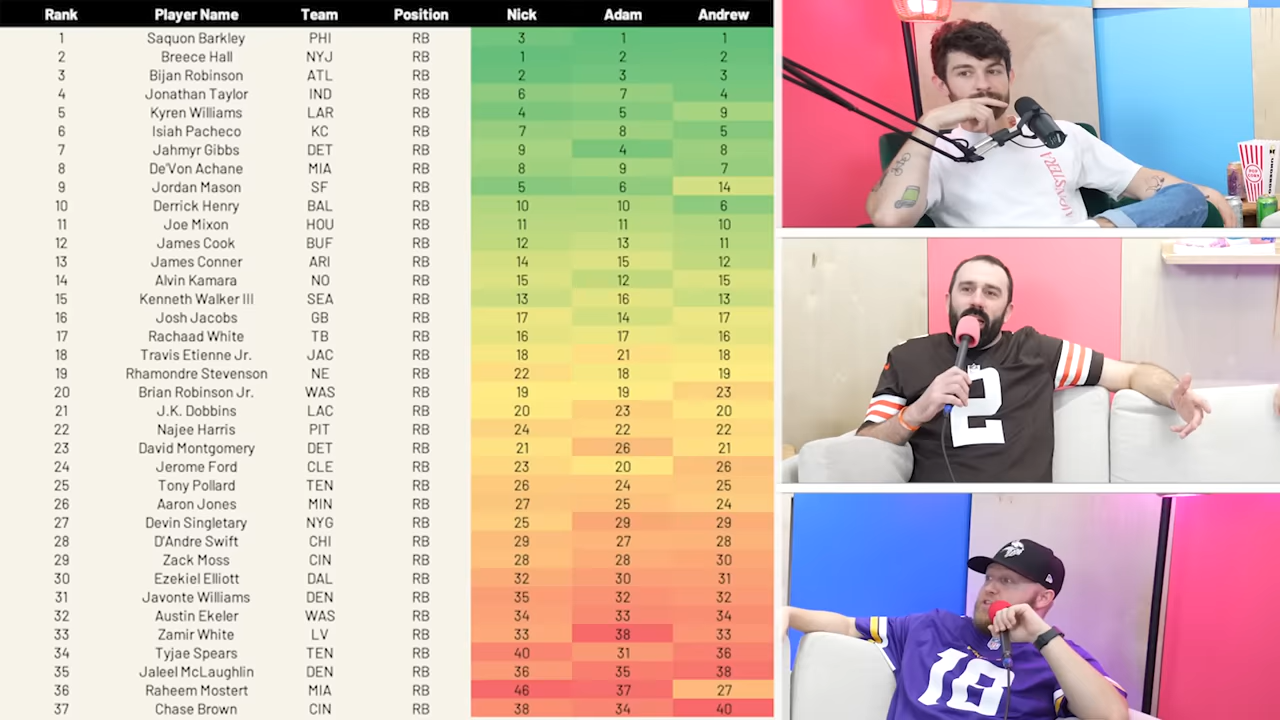 Rank Player Name Team Position Nick Adam Andrew
1 Saquon Barkley PHI RB 3 1 1
2 Breece Hall NYJ RB 1 2 2
3 Bijan Robinson ATL RB 2 3 3
4 Jonathan Taylor IND RB 6 7 4
5 Kyren Williams LAR RB 4 5 9
6 Isiah Pacheco KC RB 7 8 5
7 Jahmyr Gibbs DET RB 9 4 8
8 De'Von Achane MIA RB 8 9 7
9 Jordan Mason SF RB 5 6 14
10 Derrick Henry BAL RB 10 10 6
11 Joe Mixon HOU RB 11 11 10
12 James Cook BUF RB 12 13 11
13 James Conner ARI RB 14 15 12
14 Alvin Kamara NO RB 15 12 15
15 Kenneth Walker III SEA RB 13 16 13
16 Josh Jacobs GB RB 17 14 17
17 Rachaad White TB RB 16 17 16
18 Travis Etienne Jr. JAC RB 18 21 18
19 Rhamondre Stevenson NE RB 22 18 19
20 Brian Robinson Jr. WAS RB 19 19 23
21 J.K. Dobbins LAC RB 20 23 20
22 Najee Harris PIT RB 24 22 22
23 David Montgomery DET RB 21 26 21
24 Jerome Ford CLE RB 23 20 26
25 Tony Pollard TEN RB 26 24 25
26 Aaron Jones MIN RB 27 25 24
27 Devin Singletary NYG RB 25 29 29
28 D'Andre Swift CHI RB 29 27 28
29 Zack Moss CIN RB 28 28 30
30 Ezekiel Elliott DAL RB 32 30 31
31 Javonte Williams DEN RB 35 32 32
32 Austin Ekeler WAS RB 34 33 34
33 Zamir White LV RB 33 38 33
34 Tyjae Spears TEN RB 40 31 36
35 Jaleel McLaughlin DEN RB 36 35 38
36 Raheem Mostert MIA RB 46 37 27
37 Chase Brown CIN RB 38 34 40
2
18